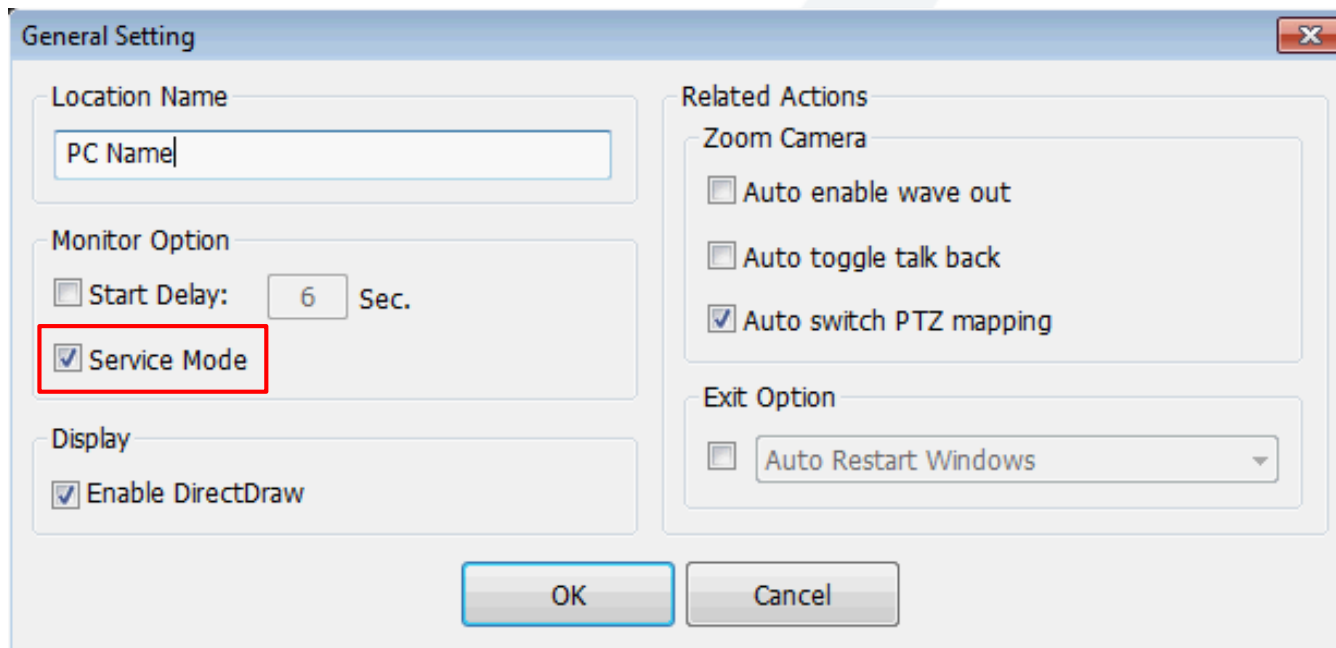 General Setting
Location Name
PC Name
Monitor Option
Start Delay: 6 Sec.
Service Mode
Display
Enable DirectDraw
Related Actions
Zoom Camera
Auto enable wave out
Auto toggle talk back
Auto switch PTZ mapping
Exit Option
Auto Restart Windows
OK
Cancel